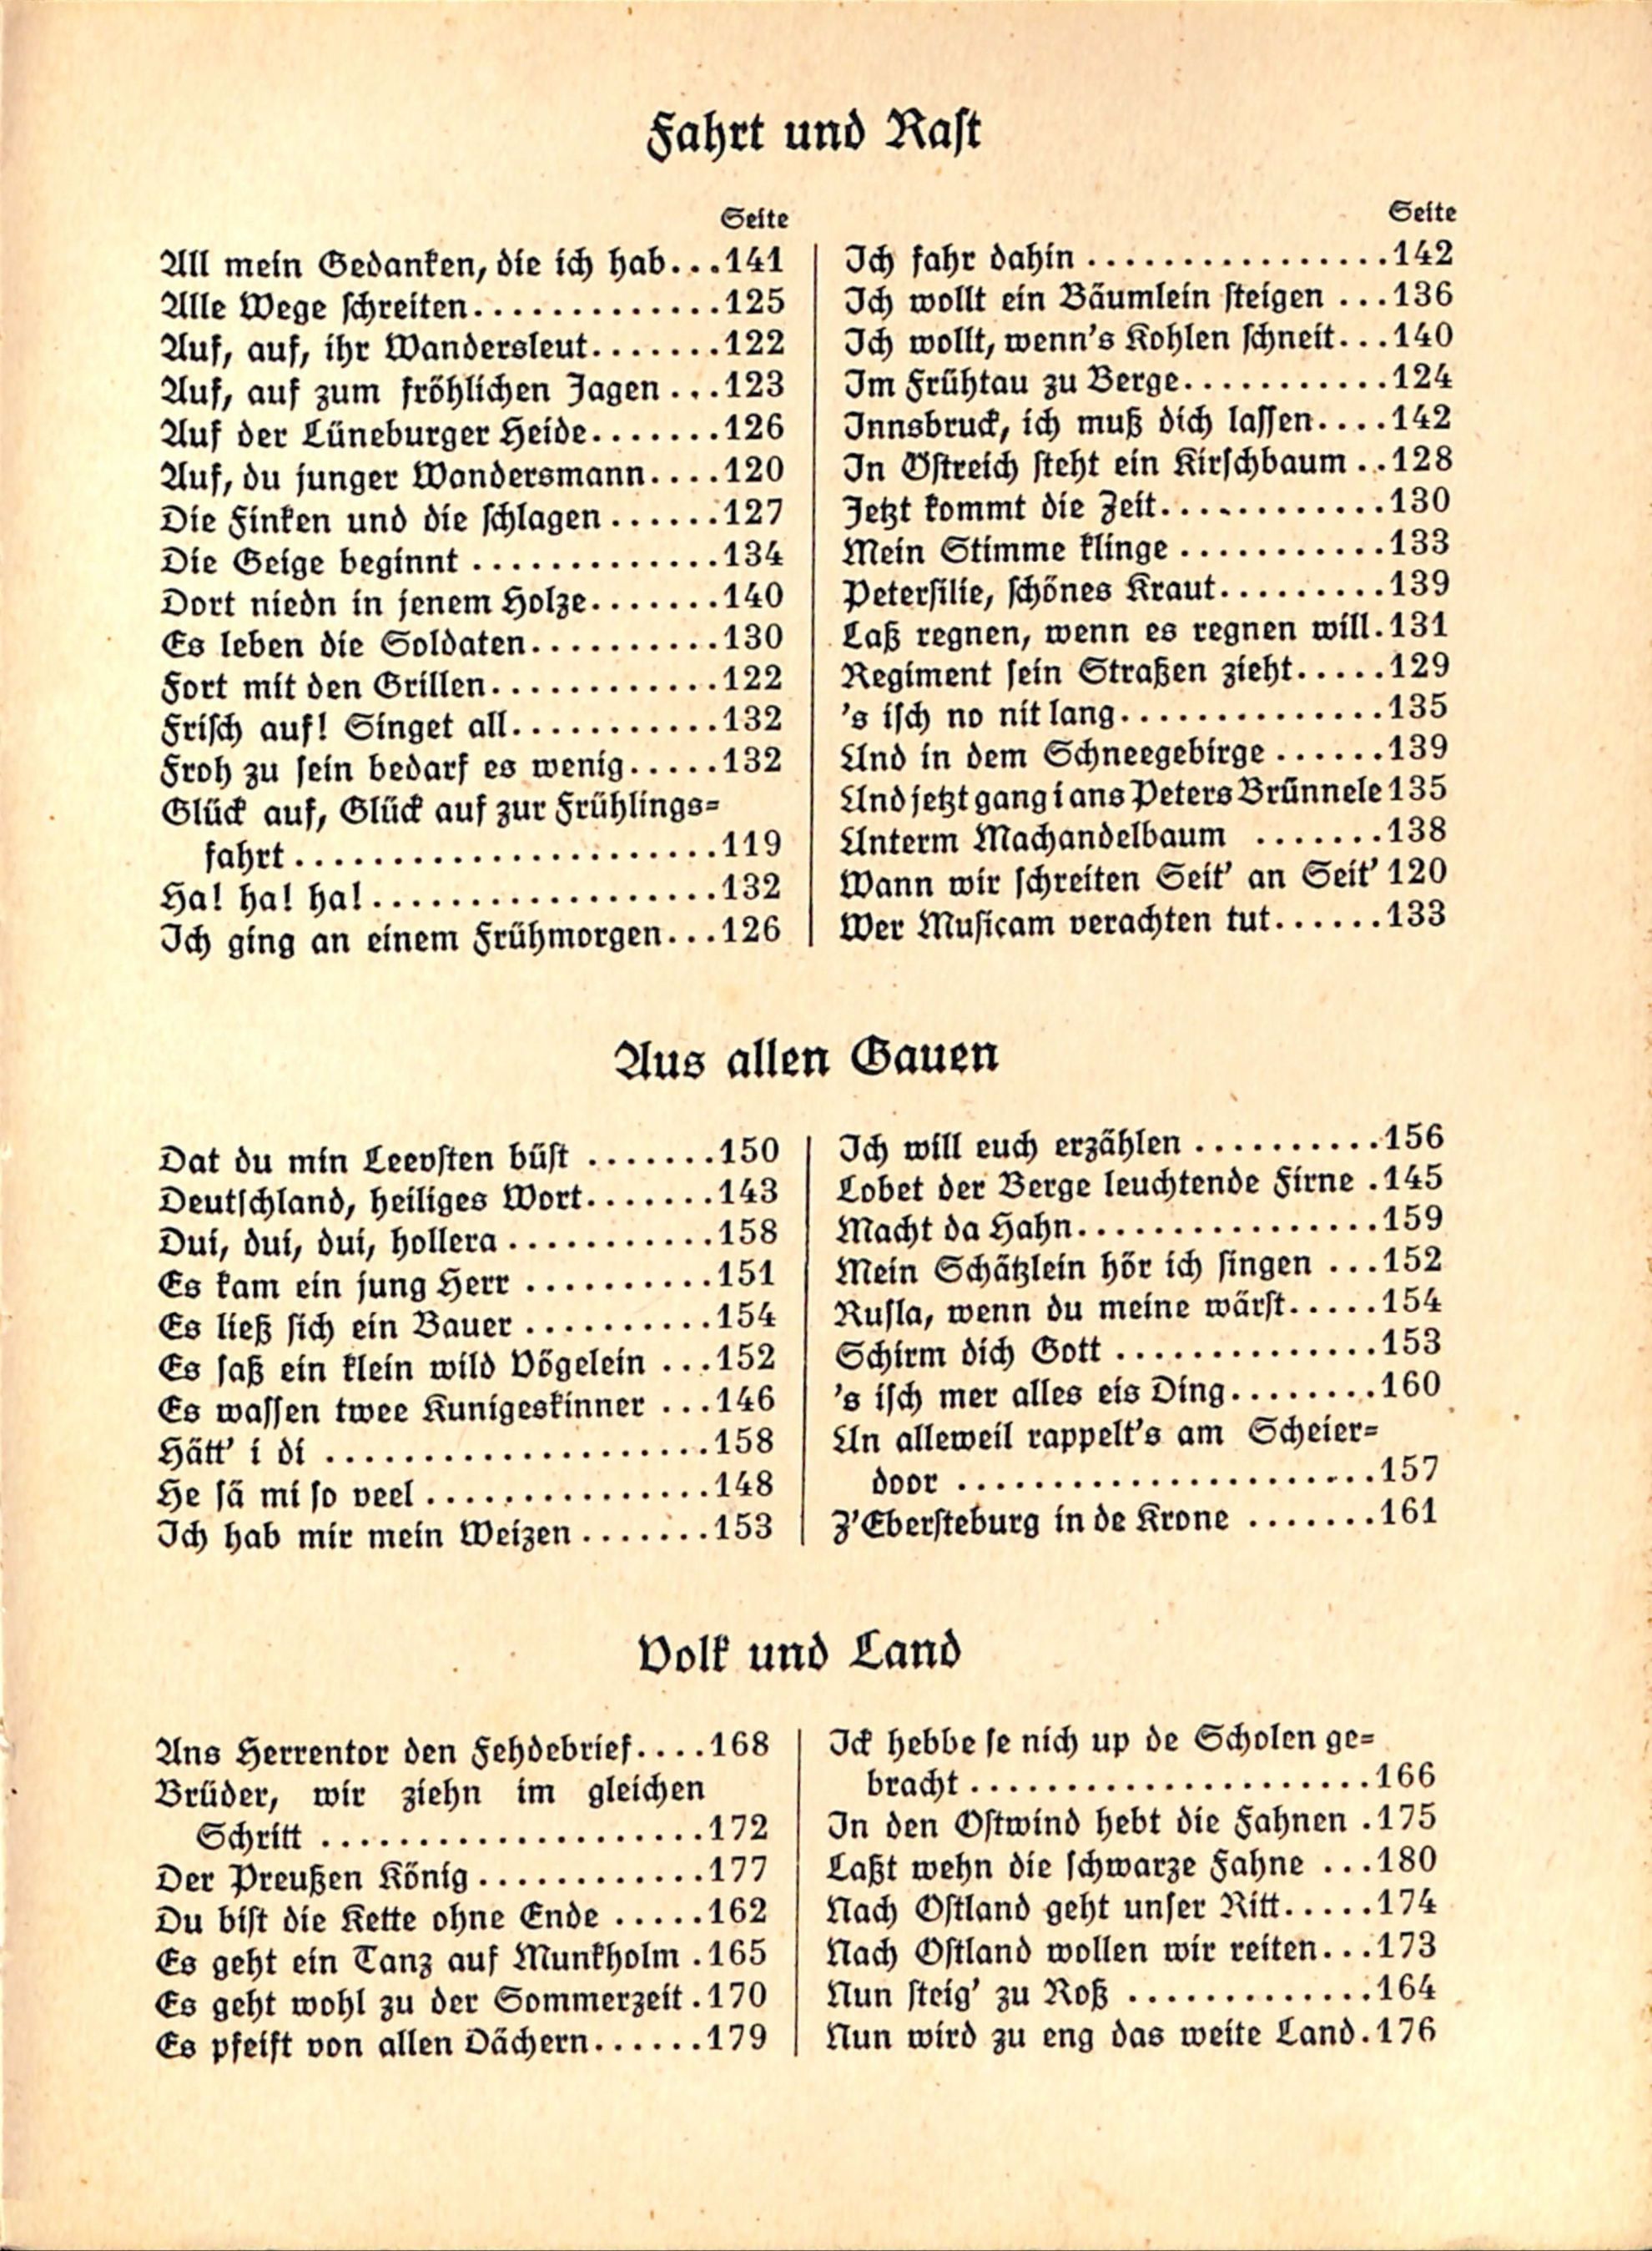 Fahrt und Rast
Seite
All mein Gedanken, die ich hab...141
Alle Wege schreiten.............125
Auf, auf, ihr Wandersleut.......122
Auf, auf zum fröhlichen Jagen ...123
Auf der Lüneburger Heide.......126
Auf, du junger Wandersmann....120
Die Finken und die schlagen......127
Die Geige beginnt .............134
Dort niedn in jenem Holze.......140
Es leben die Soldaten..........130
Fort mit den Grillen............122
Frisch auf! Singet all...........132
Froh zu sein bedarf es wenig.....132
Glück auf, Glück auf zur Frühlings-
fahrt......................119
Ha! ha! ha!..................132
Ich ging an einem Frühmorgen...126
Seite
Ich fahr dahin ................142
Ich wollt ein Bäumlein steigen ...136
Ich wollt, wenn's Kohlen schneit...140
Im Frühtau zu Berge...........124
Innsbruck, ich muß dich lassen....142
In Östreich steht ein Kirschbaum ..128
Jetzt kommt die Zeit............130
Mein Stimme klinge ...........133
Petersilie, schönes Kraut.........139
Laß regnen, wenn es regnen will.131
Regiment sein Straßen zieht.....129
's isch no nit lang..............135
Und in dem Schneegebirge ......139
Und jetzt gang i ans Peters Brünnele 135
Unterm Machandelbaum .......138
Wann wir schreiten Seit' an Seit' 120
Wer Musicam verachten tut......133
Aus allen Gauen
Dat du min Leevsten büst .......150
Deutschland, heiliges Wort.......143
Dui, dui, dui, hollera ...........158
Es kam ein jung Herr ..........151
Es ließ sich ein Bauer ..........154
Es saß ein klein wild Vögelein ...152
Es wassen twee Kunigeskinner ...146
Hätt' i di ....................158
He sä mi so veel ...............148
Ich hab mir mein Weizen .......153
Ich will euch erzählen ..........156
Lobet der Berge leuchtende Firne .145
Macht da Hahn................159
Mein Schätzlein hör ich singen ...152
Rusla, wenn du meine wärst.....154
Schirm dich Gott ..............153
's isch mer alles eis Ding........160
Un alleweil rappelt's am Scheier-
door ......................157
Z'Ebersteburg in de Krone .......161
Volk und Land
Ans Herrentor den Fehdebrief....168
Brüder, wir ziehn im gleichen
Schritt ....................172
Der Preußen König............177
Du bist die Kette ohne Ende .....162
Es geht ein Tanz auf Munkholm .165
Es geht wohl zu der Sommerzeit.170
Es pfeift von allen Dächern......179
Ick hebbe se nich up de Scholen ge-
bracht.....................166
In den Ostwind hebt die Fahnen .175
Laßt wehn die schwarze Fahne ...180
Nach Ostland geht unser Ritt.....174
Nach Ostland wollen wir reiten...173
Nun steig' zu Roß .............164
Nun wird zu eng das weite Land.176